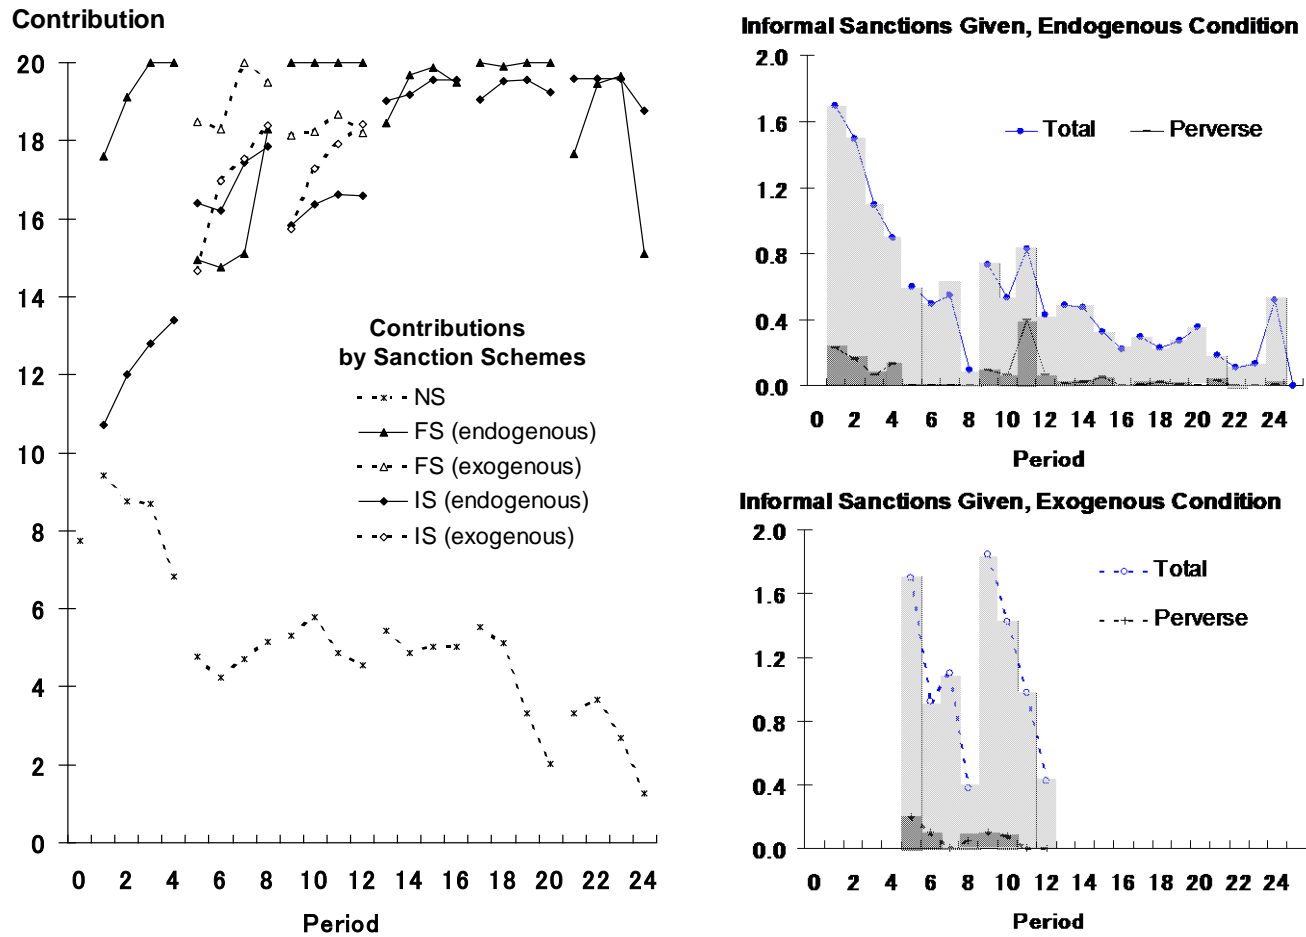 Contribution
20
18
16
14
12
10
8
6
4
2
0
0 2 4 6 8 10 12 14 16 18 20 22 24
Period
Contributions
by Sanction Schemes
NS
FS (endogenous)
FS (exogenous)
IS (endogenous)
IS (exogenous)
Informal Sanctions Given, Endogenous Condition
2.0
1.6
1.2
0.8
0.4
0.0
Total Perverse
0 2 4 6 8 10 12 14 16 18 20 22 24
Period
Informal Sanctions Given, Exogenous Condition
2.0
1.6
1.2
0.8
0.4
0.0
Total
Perverse
0 2 4 6 8 10 12 14 16 18 20 22 24
Period